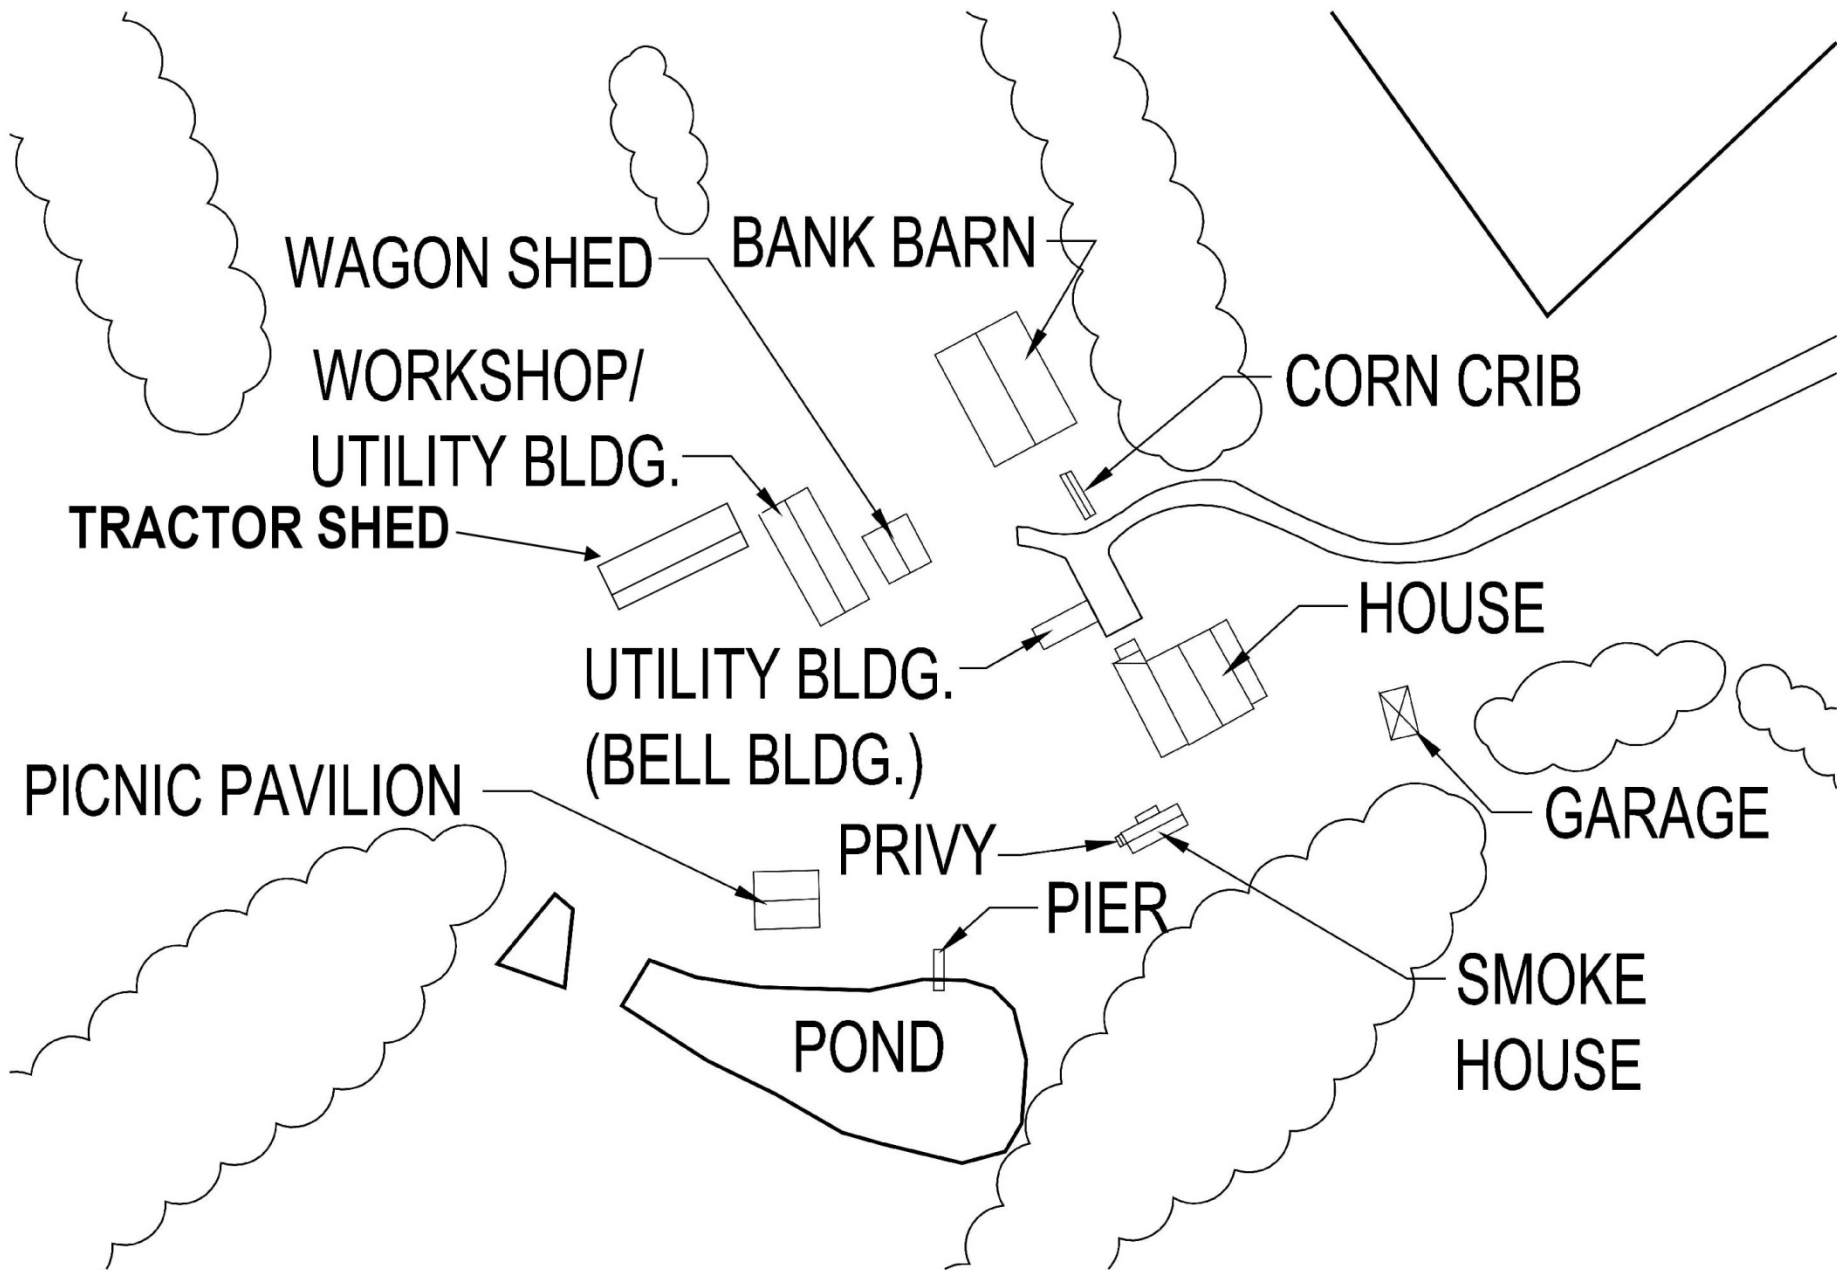 BANK BARN
WAGON SHED
WORKSHOP/
UTILITY BLDG.
CORN CRIB
TRACTOR SHED
HOUSE
UTILITY BLDG.
(BELL BLDG.)
PICNIC PAVILION
GARAGE
PRIVY
PIER
SMOKE
HOUSE
POND